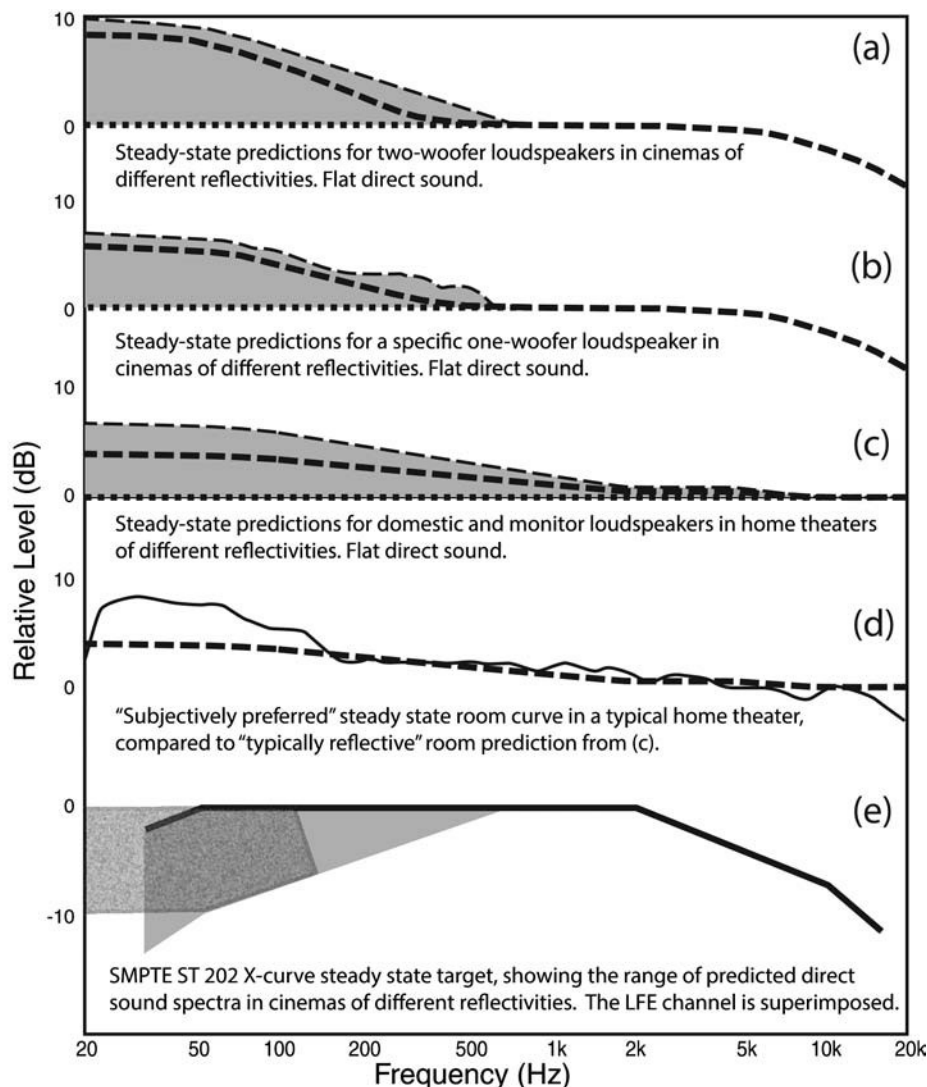 10
(a)
0
Steady-state predictions for two-woofer loudspeakers in cinemas of
different reflectivities. Flat direct sound.
10
(b)
0
Steady-state predictions for a specific one-woofer loudspeaker in
cinemas of different reflectivities. Flat direct sound.
10
(c)
0
Steady-state predictions for domestic and monitor loudspeakers in home theaters
of different reflectivities. Flat direct sound.
10
(d)
0
“Subjectively preferred” steady state room curve in a typical home theater,
compared to “typically reflective” room prediction from (c).
0
(e)
-10
SMPTE ST 202 X-curve steady state target, showing the range of predicted direct
sound spectra in cinemas of different reflectivities. The LFE channel is superimposed.
Relative Level (dB)
20 50 100 200 500 1k 2k 5k 10k 20k
Frequency (Hz)